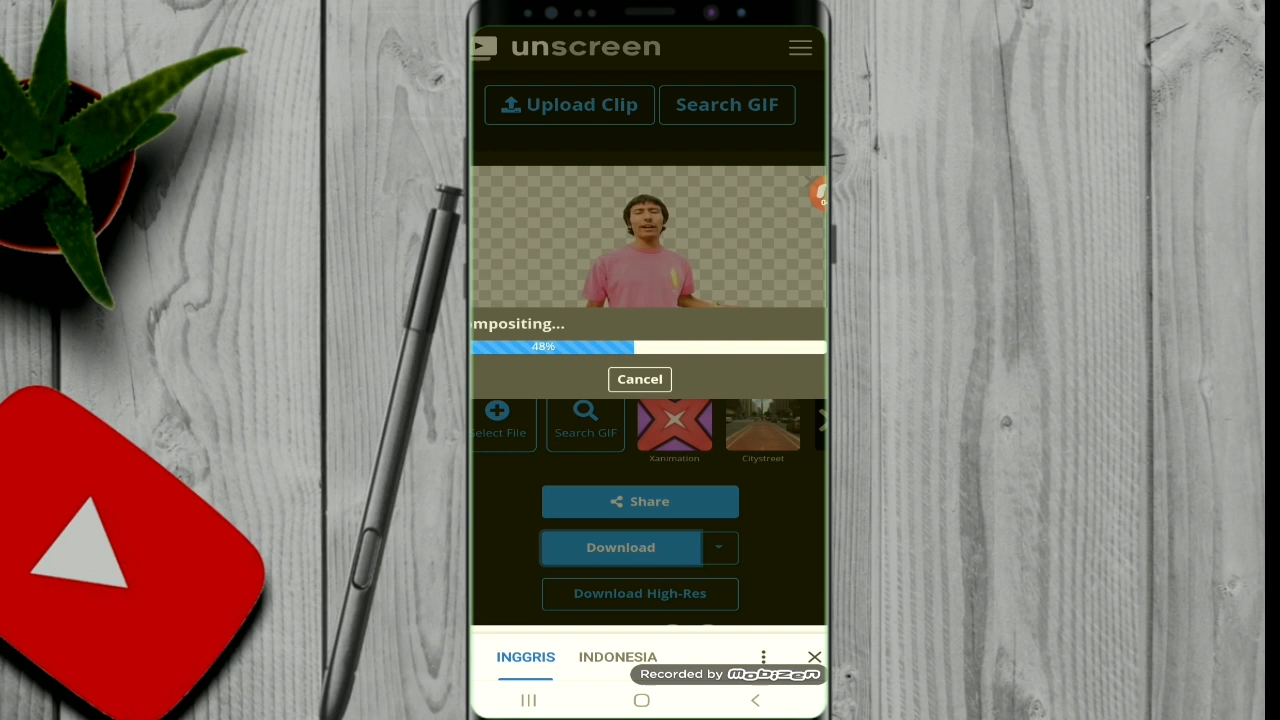 unscreen
Upload Clip
Search GIF
mpositing...
48%
Cancel
elect File
Search GIF
Xanimation
Citystreet
Share
Download
Download High-Res
INGGRIS
INDONESIA
Recorded by mobizen